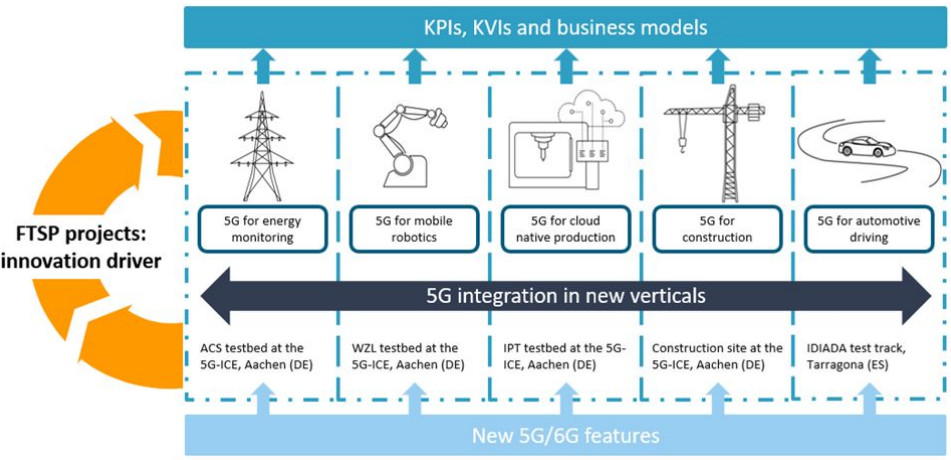 KPIs, KVIs and business models
FTSP projects:
innovation driver
5G for energy
monitoring
5G for mobile
robotics
5G for cloud
native production
5G for
construction
5G for automotive
driving
5G integration in new verticals
ACS testbed at the
5G-ICE, Aachen (DE)
WZL testbed at the
5G-ICE, Aachen (DE)
IPT testbed at the 5G-
ICE, Aachen (DE)
Construction site at the
5G-ICE, Aachen (DE)
IDIADA test track,
Tarragona (ES)
New 5G/6G features